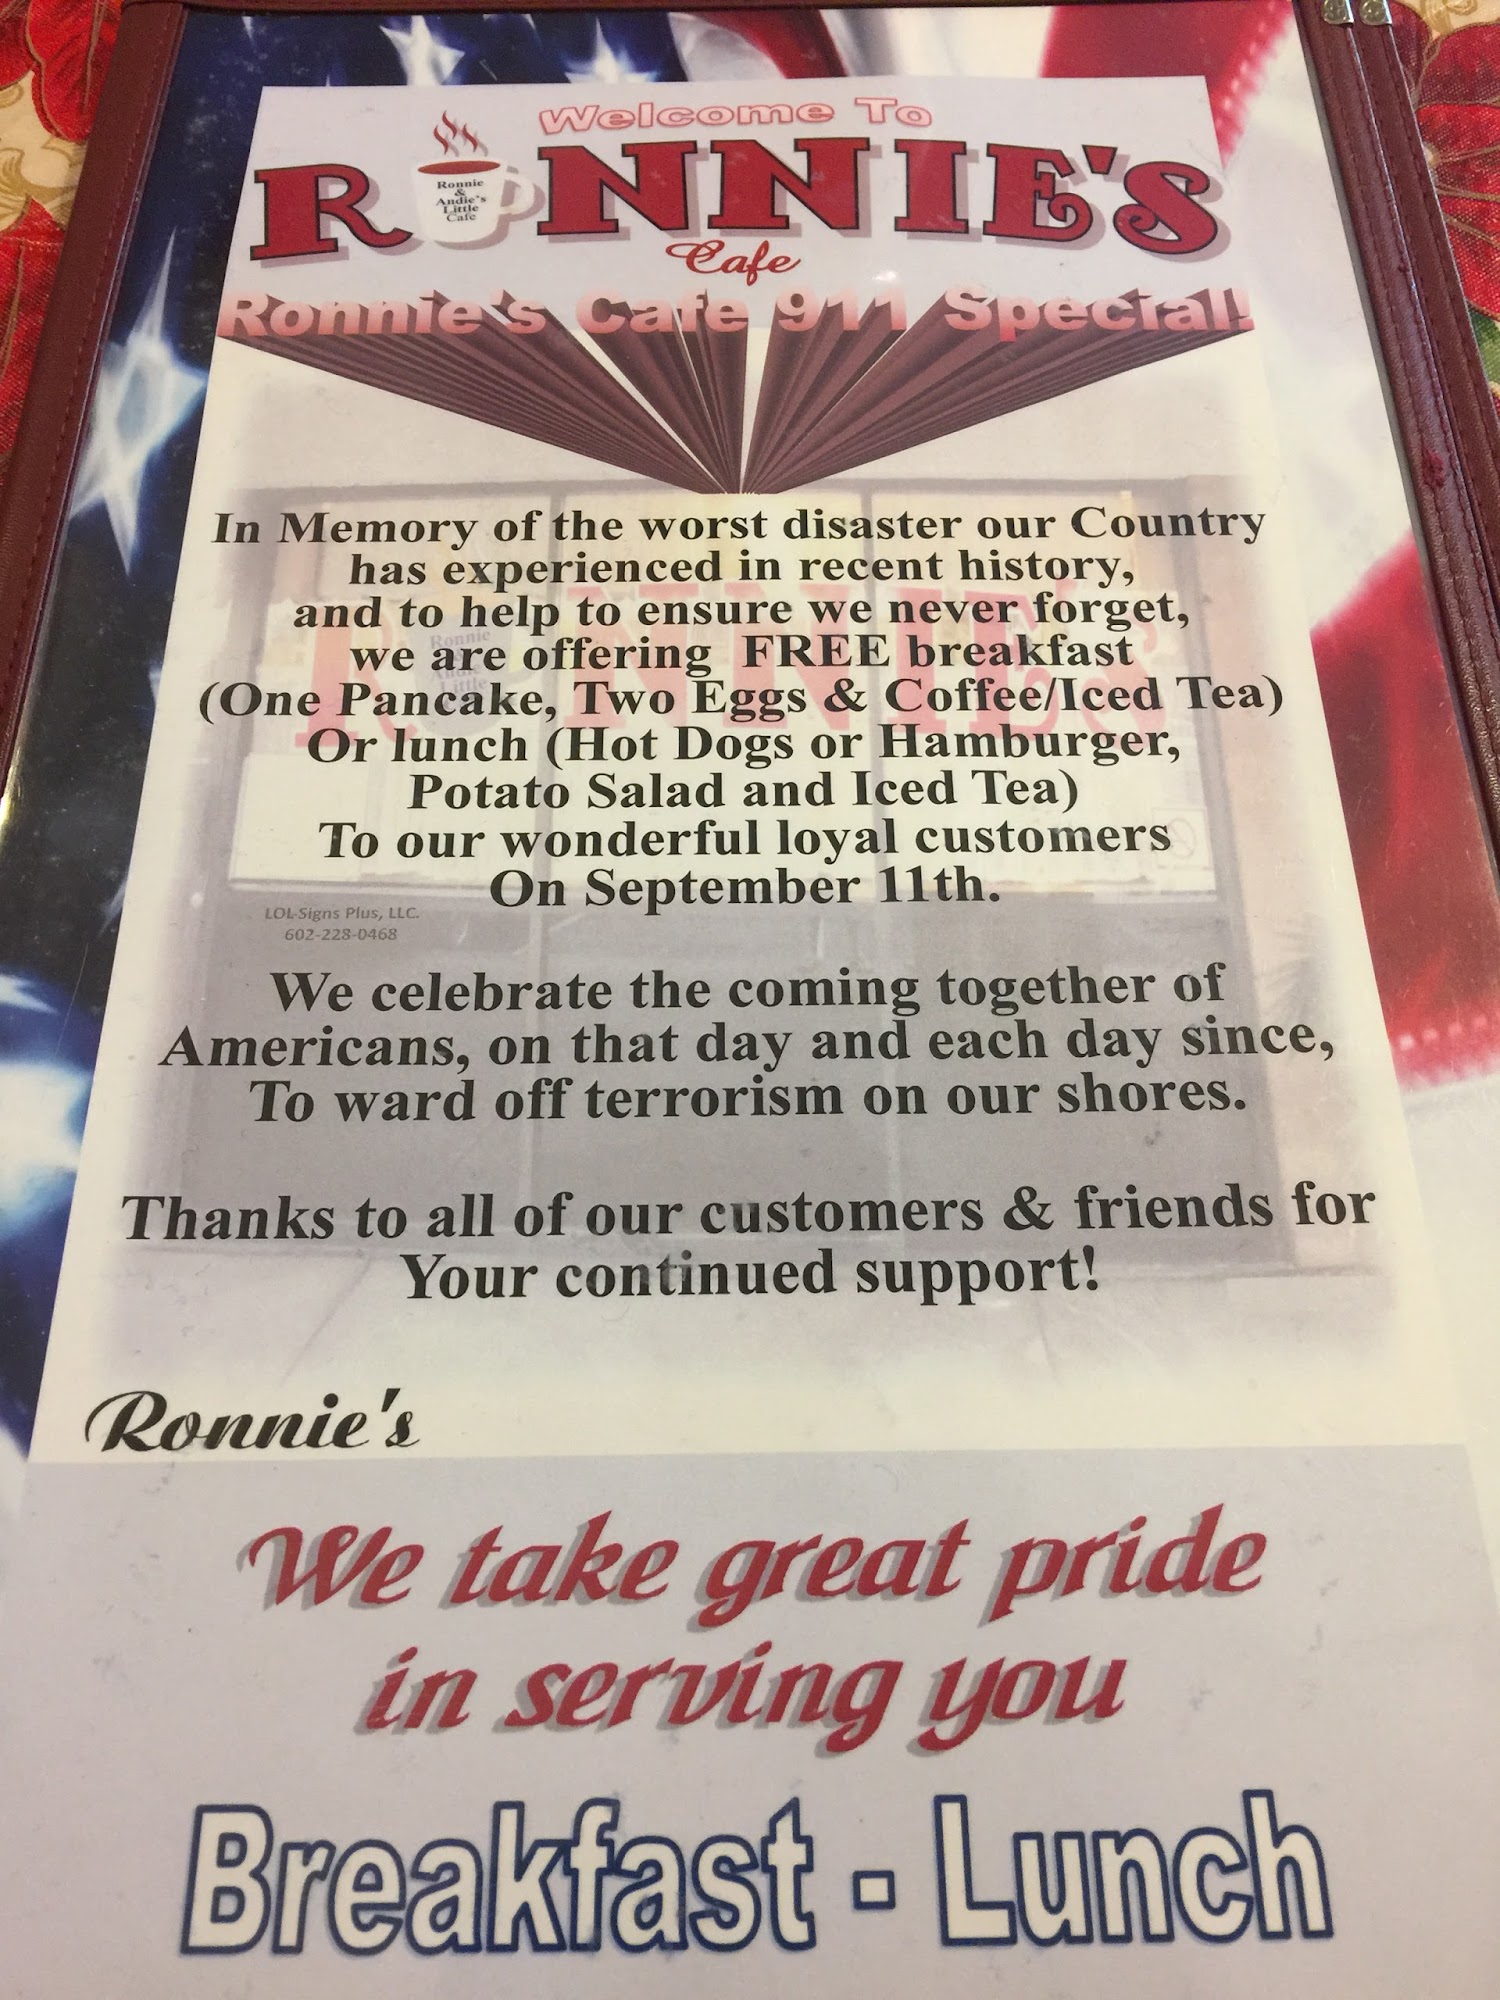 Welcome To
RONNIE'S
Ronnie
&
Andie's
Little
Cafe
Cafe
Ronnie's Cafe 911 Special!
In Memory of the worst disaster our Country
has experienced in recent history,
and to help to ensure we never forget,
we are offering FREE breakfast
(One Pancake, Two Eggs & Coffee/Iced Tea)
Or lunch (Hot Dogs or Hamburger,
Potato Salad and Iced Tea)
To our wonderful loyal customers
On September 11th.
LOL-Signs Plus, LLC.
602-228-0468
We celebrate the coming together of
Americans, on that day and each day since,
To ward off terrorism on our shores.
Thanks to all of our customers & friends for
Your continued support!
Ronnie's
We take great pride
in serving you
Breakfast - Lunch